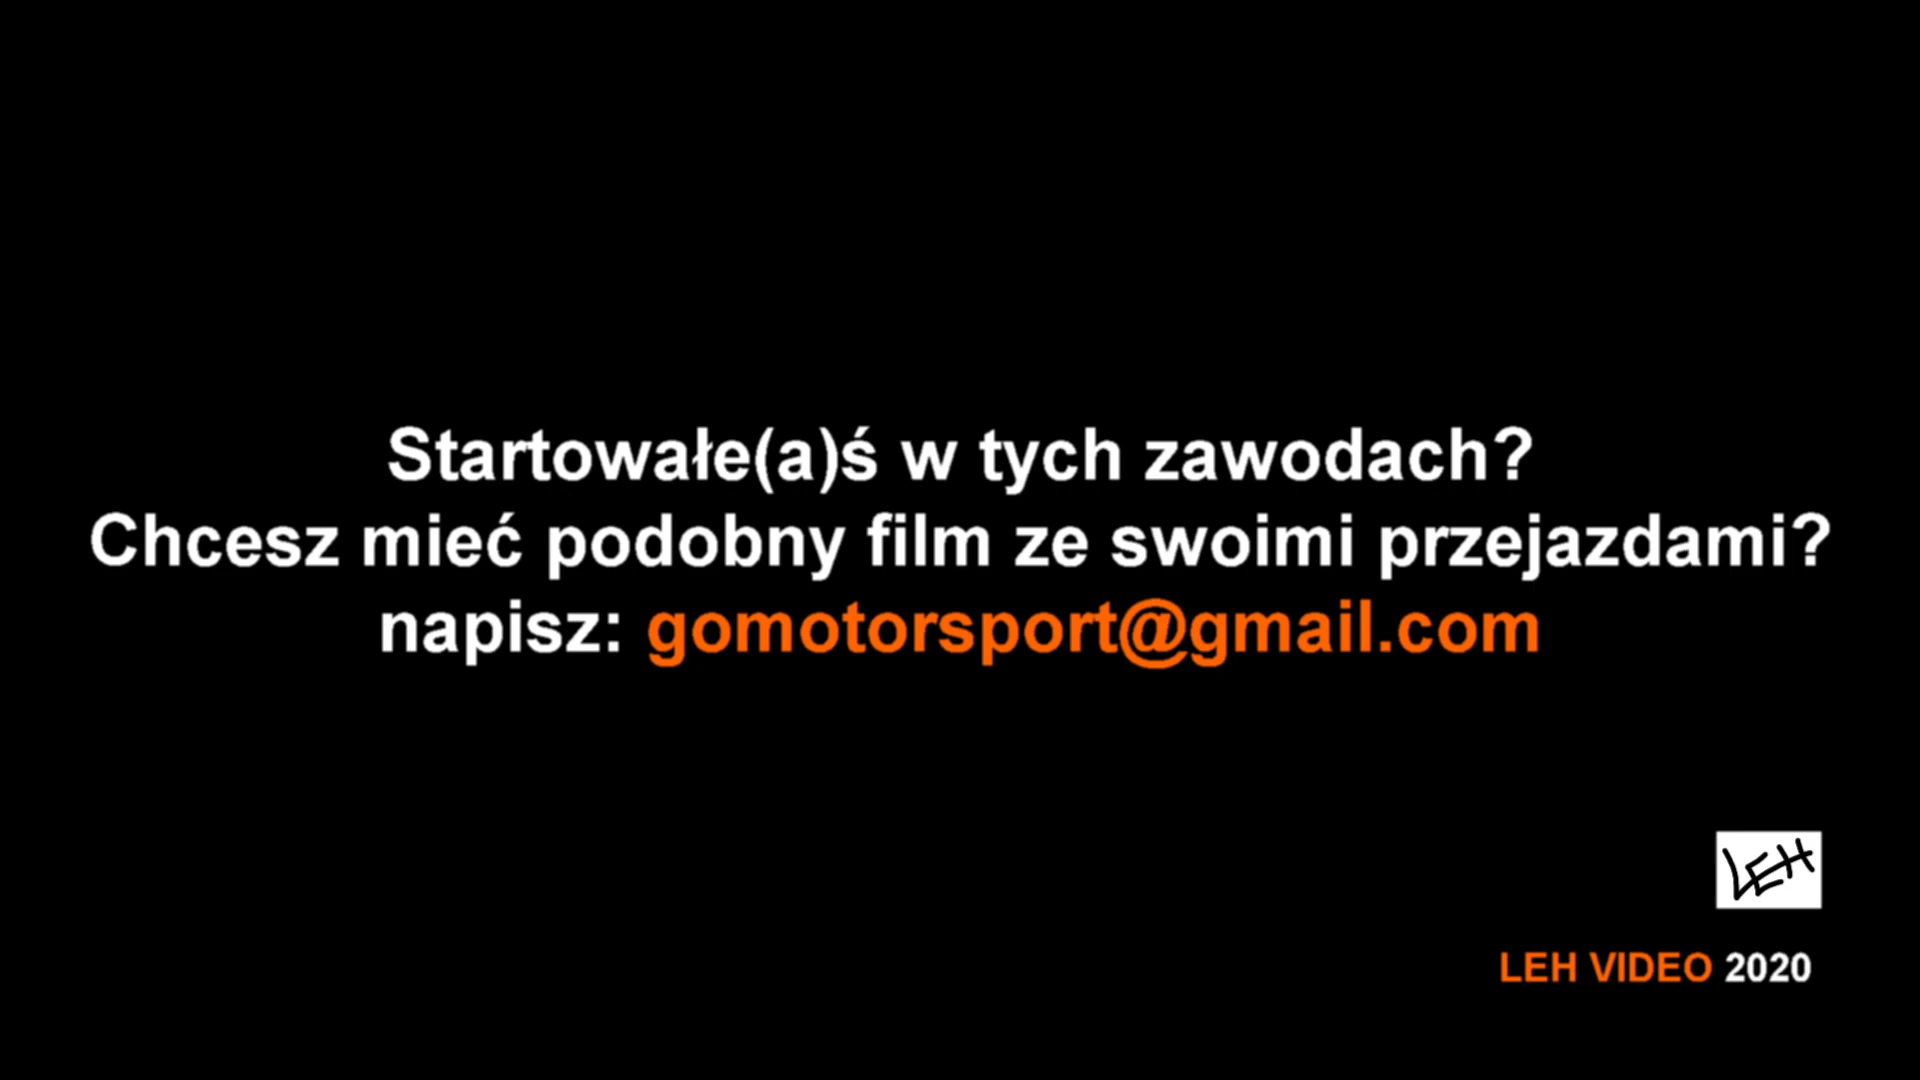 Startowałe(a)ś w tych zawodach?
Chcesz mieć podobny film ze swoimi przejazdami?
napisz: gomotorsport@gmail.com
LEH
LEH VIDEO 2020